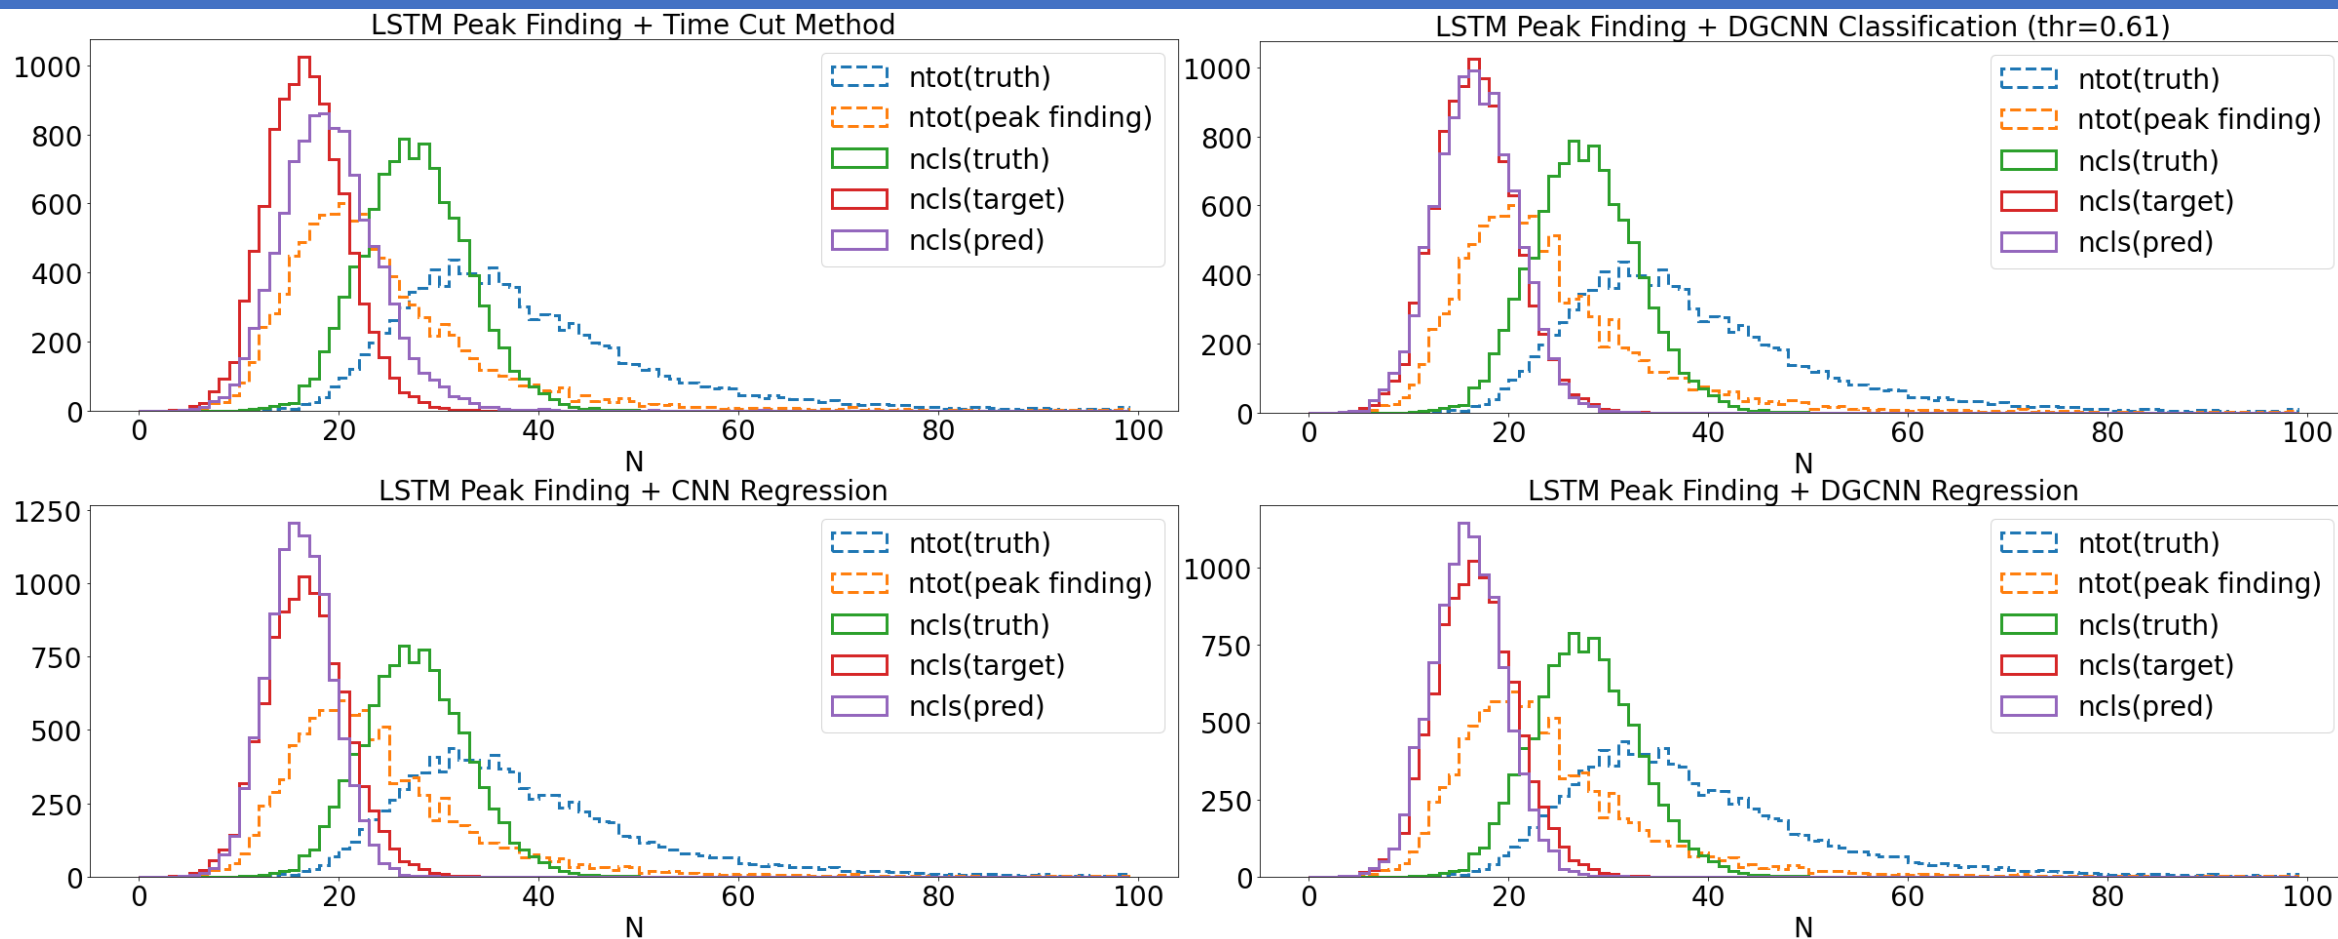 LSTM Peak Finding + Time Cut Method
1000
800
600
400
200
0
ntot(truth)
ntot(peak finding)
ncls(truth)
ncls(target)
ncls(pred)
0 20 40 60 80 100
N
LSTM Peak Finding + DGCNN Classification (thr=0.61)
1000
800
600
400
200
0
ntot(truth)
ntot(peak finding)
ncls(truth)
ncls(target)
ncls(pred)
0 20 40 60 80 100
N
LSTM Peak Finding + CNN Regression
1250
1000
750
500
250
0
ntot(truth)
ntot(peak finding)
ncls(truth)
ncls(target)
ncls(pred)
0 20 40 60 80 100
N
LSTM Peak Finding + DGCNN Regression
1000
750
500
250
0
ntot(truth)
ntot(peak finding)
ncls(truth)
ncls(target)
ncls(pred)
0 20 40 60 80 100
N